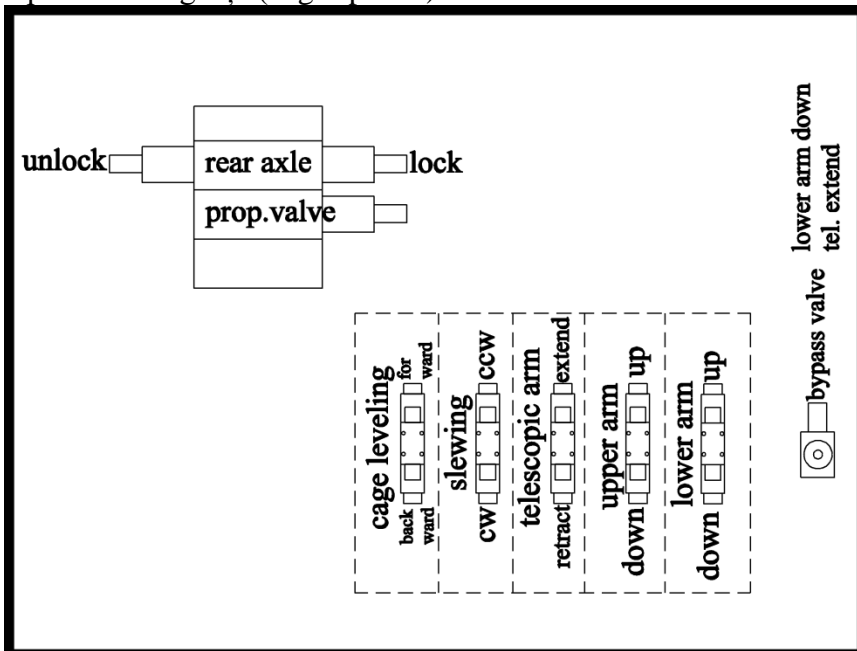 unlock
rear axle
lock
prop.valve
lower arm down
tel. extend
bypass valve
cage leveling
for
ward
back
ward
slewing
ccw
cw
telescopic arm
extend
retract
upper arm
up
down
lower arm
up
down